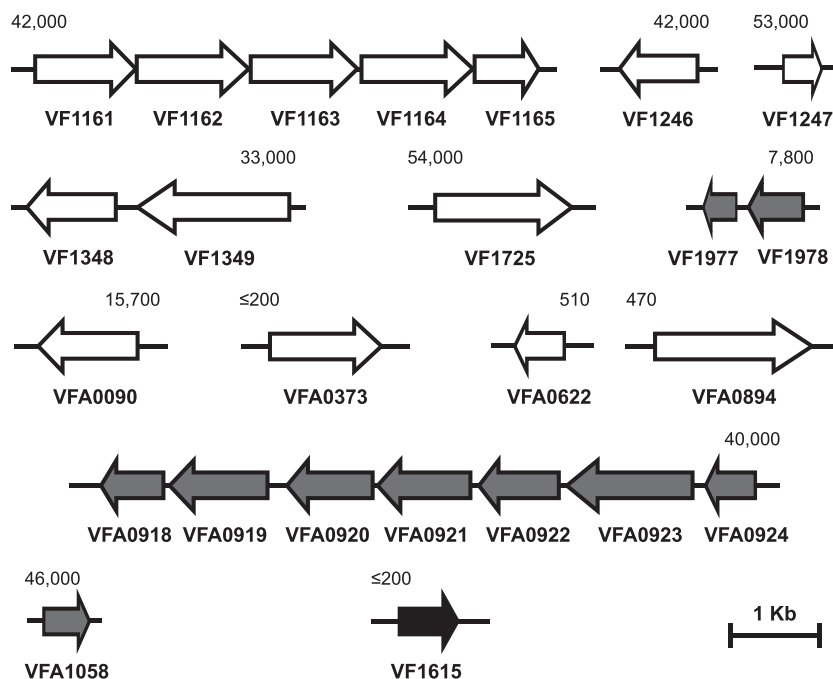 42,000 42,000 53,000
VF1161 VF1162 VF1163 VF1164 VF1165 VF1246 VF1247
33,000 54,000 7,800
VF1348 VF1349 VF1725 VF1977 VF1978
15,700 ≤200 510 470
VFA0090 VFA0373 VFA0622 VFA0894
40,000
VFA0918 VFA0919 VFA0920 VFA0921 VFA0922 VFA0923 VFA0924
46,000 ≤200
1 Kb
VFA1058 VF1615